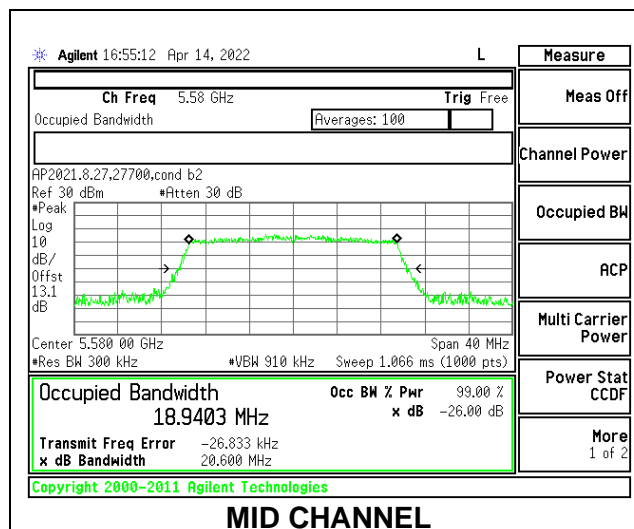 Agilent 16:55:12 Apr 14, 2022 L
Measure
Ch Freq 5.58 GHz Trig Free
Meas Off
Occupied Bandwidth Averages: 100
Channel Power
AP2021.8.27,27700,cond b2
Ref 30 dBm #Atten 30 dB
#Peak
Log
10
dB/
Offst
13.1
dB
Occupied BW
ACP
Center 5.580 00 GHz Span 40 MHz
#Res BW 300 kHz #VBW 910 kHz Sweep 1.066 ms (1000 pts)
Multi Carrier
Power
Occupied Bandwidth Occ BW % Pwr 99.00 %
18.9403 MHz x dB -26.00 dB
Power Stat
CCDF
Transmit Freq Error -26.833 kHz
x dB Bandwidth 20.600 MHz
More
1 of 2
Copyright 2000-2011 Agilent Technologies
MID CHANNEL